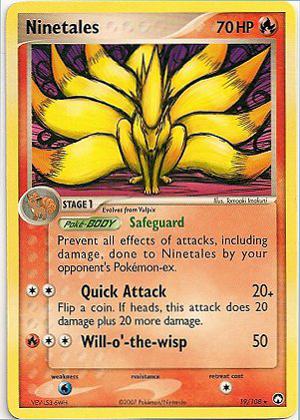 Ninetales 70 HP
Illus. Tomoaki Imakuni
STAGE 1
Evolves from Vulpix
Poké-BODY Safeguard
Prevent all effects of attacks, including
damage, done to Ninetales by your
opponent's Pokémon-ex.
Quick Attack 20+
Flip a coin. If heads, this attack does 20
damage plus 20 more damage.
Will-o'-the-wisp 50
weakness resistance retreat cost
©2007 Pokémon/Nintendo 19/108